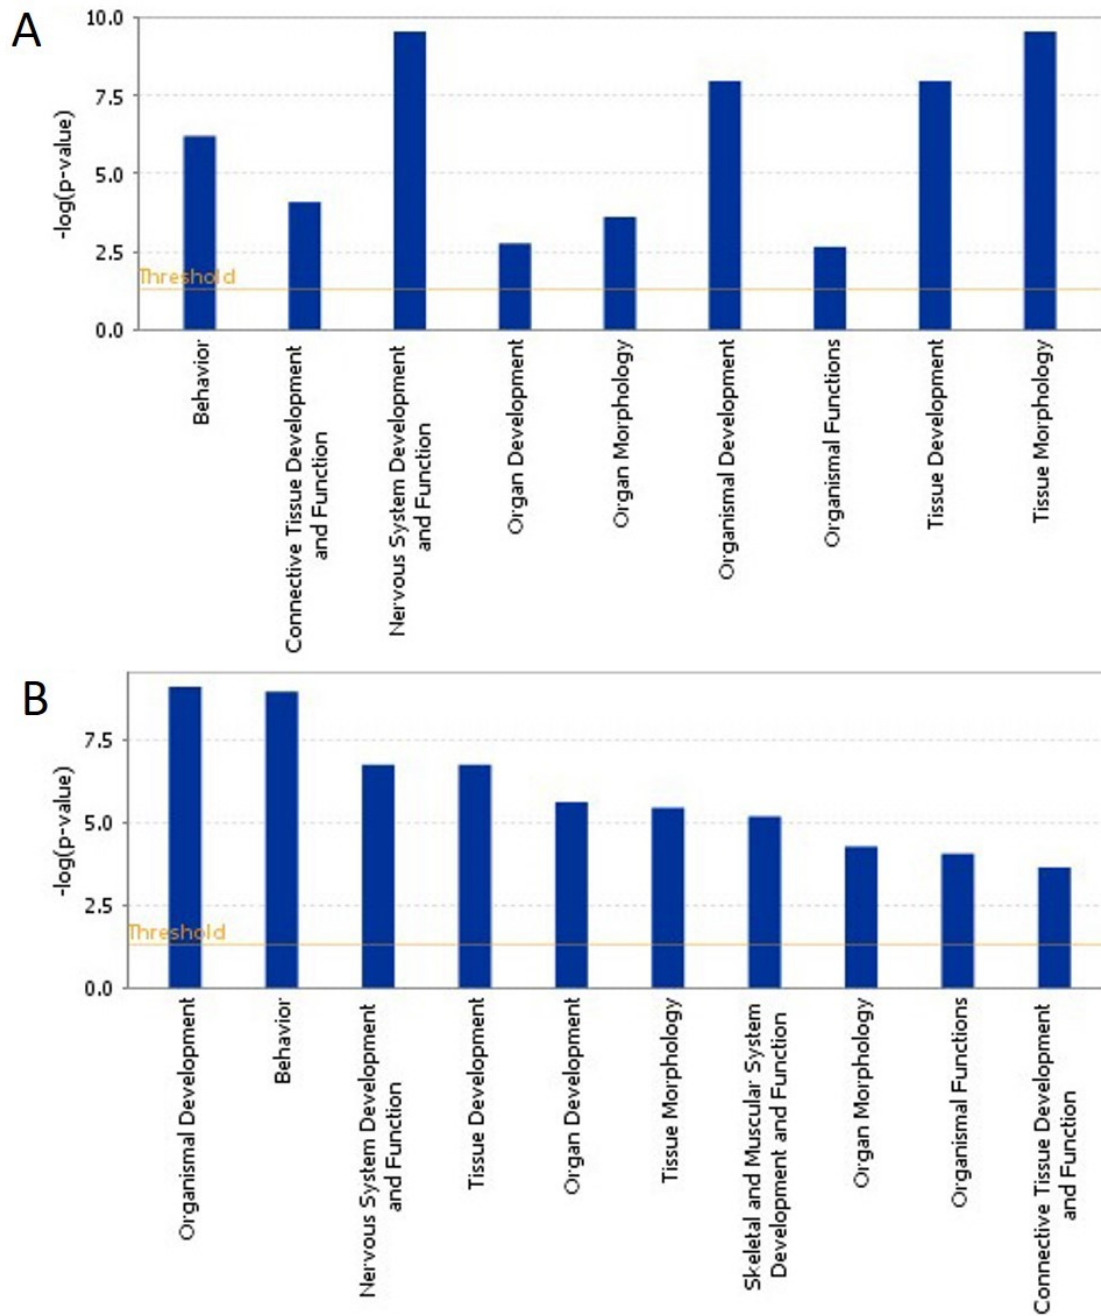 A
10.0
7.5
5.0
2.5
0.0
-log(p-value)
Threshold
Behavior
Connective Tissue Development
and Function
Nervous System Development
and Function
Organ Development
Organ Morphology
Organismal Development
Organismal Functions
Tissue Development
Tissue Morphology
B
7.5
5.0
2.5
0.0
-log(p-value)
Threshold
Organismal Development
Behavior
Nervous System Development
and Function
Tissue Development
Organ Development
Tissue Morphology
Skeletal and Muscular System
Development and Function
Organ Morphology
Organismal Functions
Connective Tissue Development
and Function